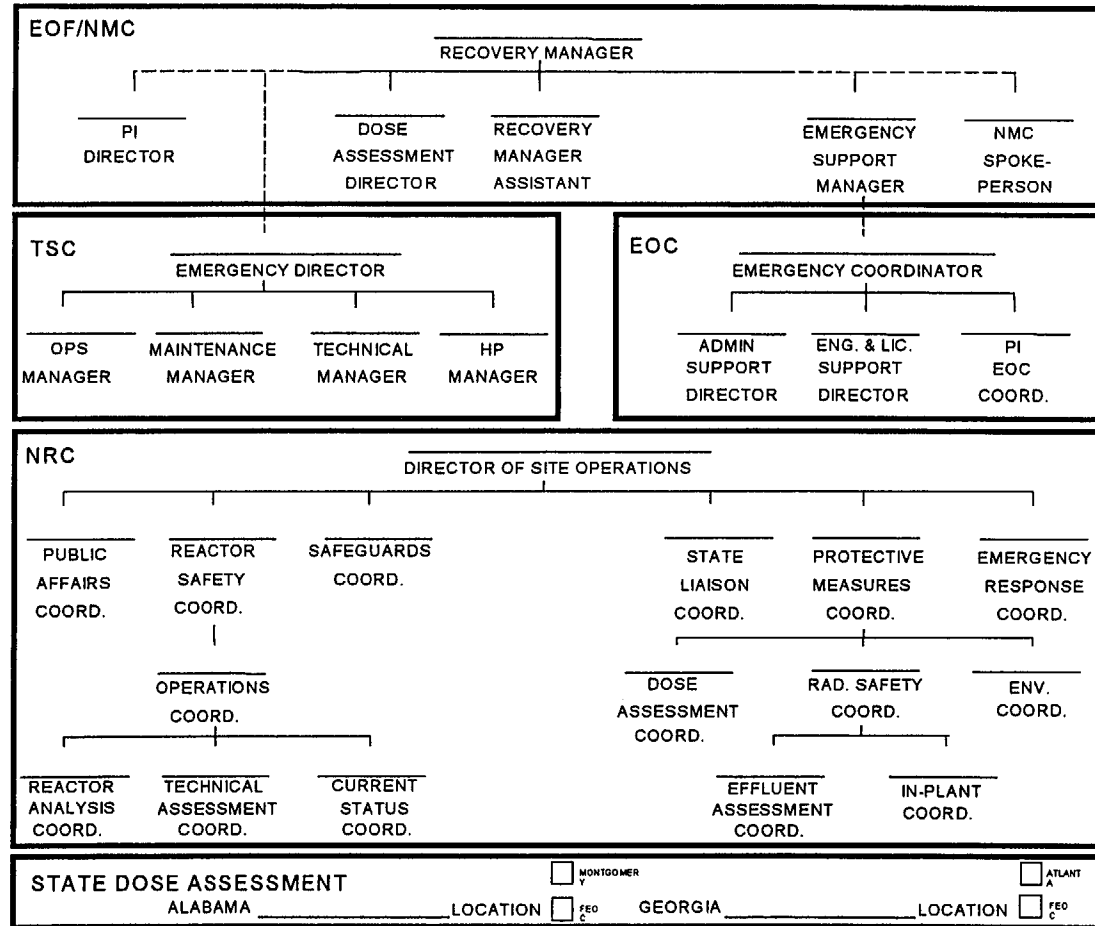 EOF/NMC
RECOVERY MANAGER
PI
DIRECTOR
DOSE
ASSESSMENT
DIRECTOR
RECOVERY
MANAGER
ASSISTANT
EMERGENCY
SUPPORT
MANAGER
NMC
SPOKE-
PERSON
TSC
EMERGENCY DIRECTOR
OPS
MANAGER
MAINTENANCE
MANAGER
TECHNICAL
MANAGER
HP
MANAGER
EOC
EMERGENCY COORDINATOR
ADMIN
SUPPORT
DIRECTOR
ENG. & LIC.
SUPPORT
DIRECTOR
PI
EOC
COORD.
NRC
DIRECTOR OF SITE OPERATIONS
PUBLIC
AFFAIRS
COORD.
REACTOR
SAFETY
COORD.
SAFEGUARDS
COORD.
STATE
LIAISON
COORD.
PROTECTIVE
MEASURES
COORD.
EMERGENCY
RESPONSE
COORD.
OPERATIONS
COORD.
DOSE
ASSESSMENT
COORD.
RAD. SAFETY
COORD.
ENV.
COORD.
REACTOR
ANALYSIS
COORD.
TECHNICAL
ASSESSMENT
COORD.
CURRENT
STATUS
COORD.
EFFLUENT
ASSESSMENT
COORD.
IN-PLANT
COORD.
STATE DOSE ASSESSMENT
MONTGOMER
Y
ATLANT
A
ALABAMA LOCATION
FEO
C
GEORGIA LOCATION
FEO
C